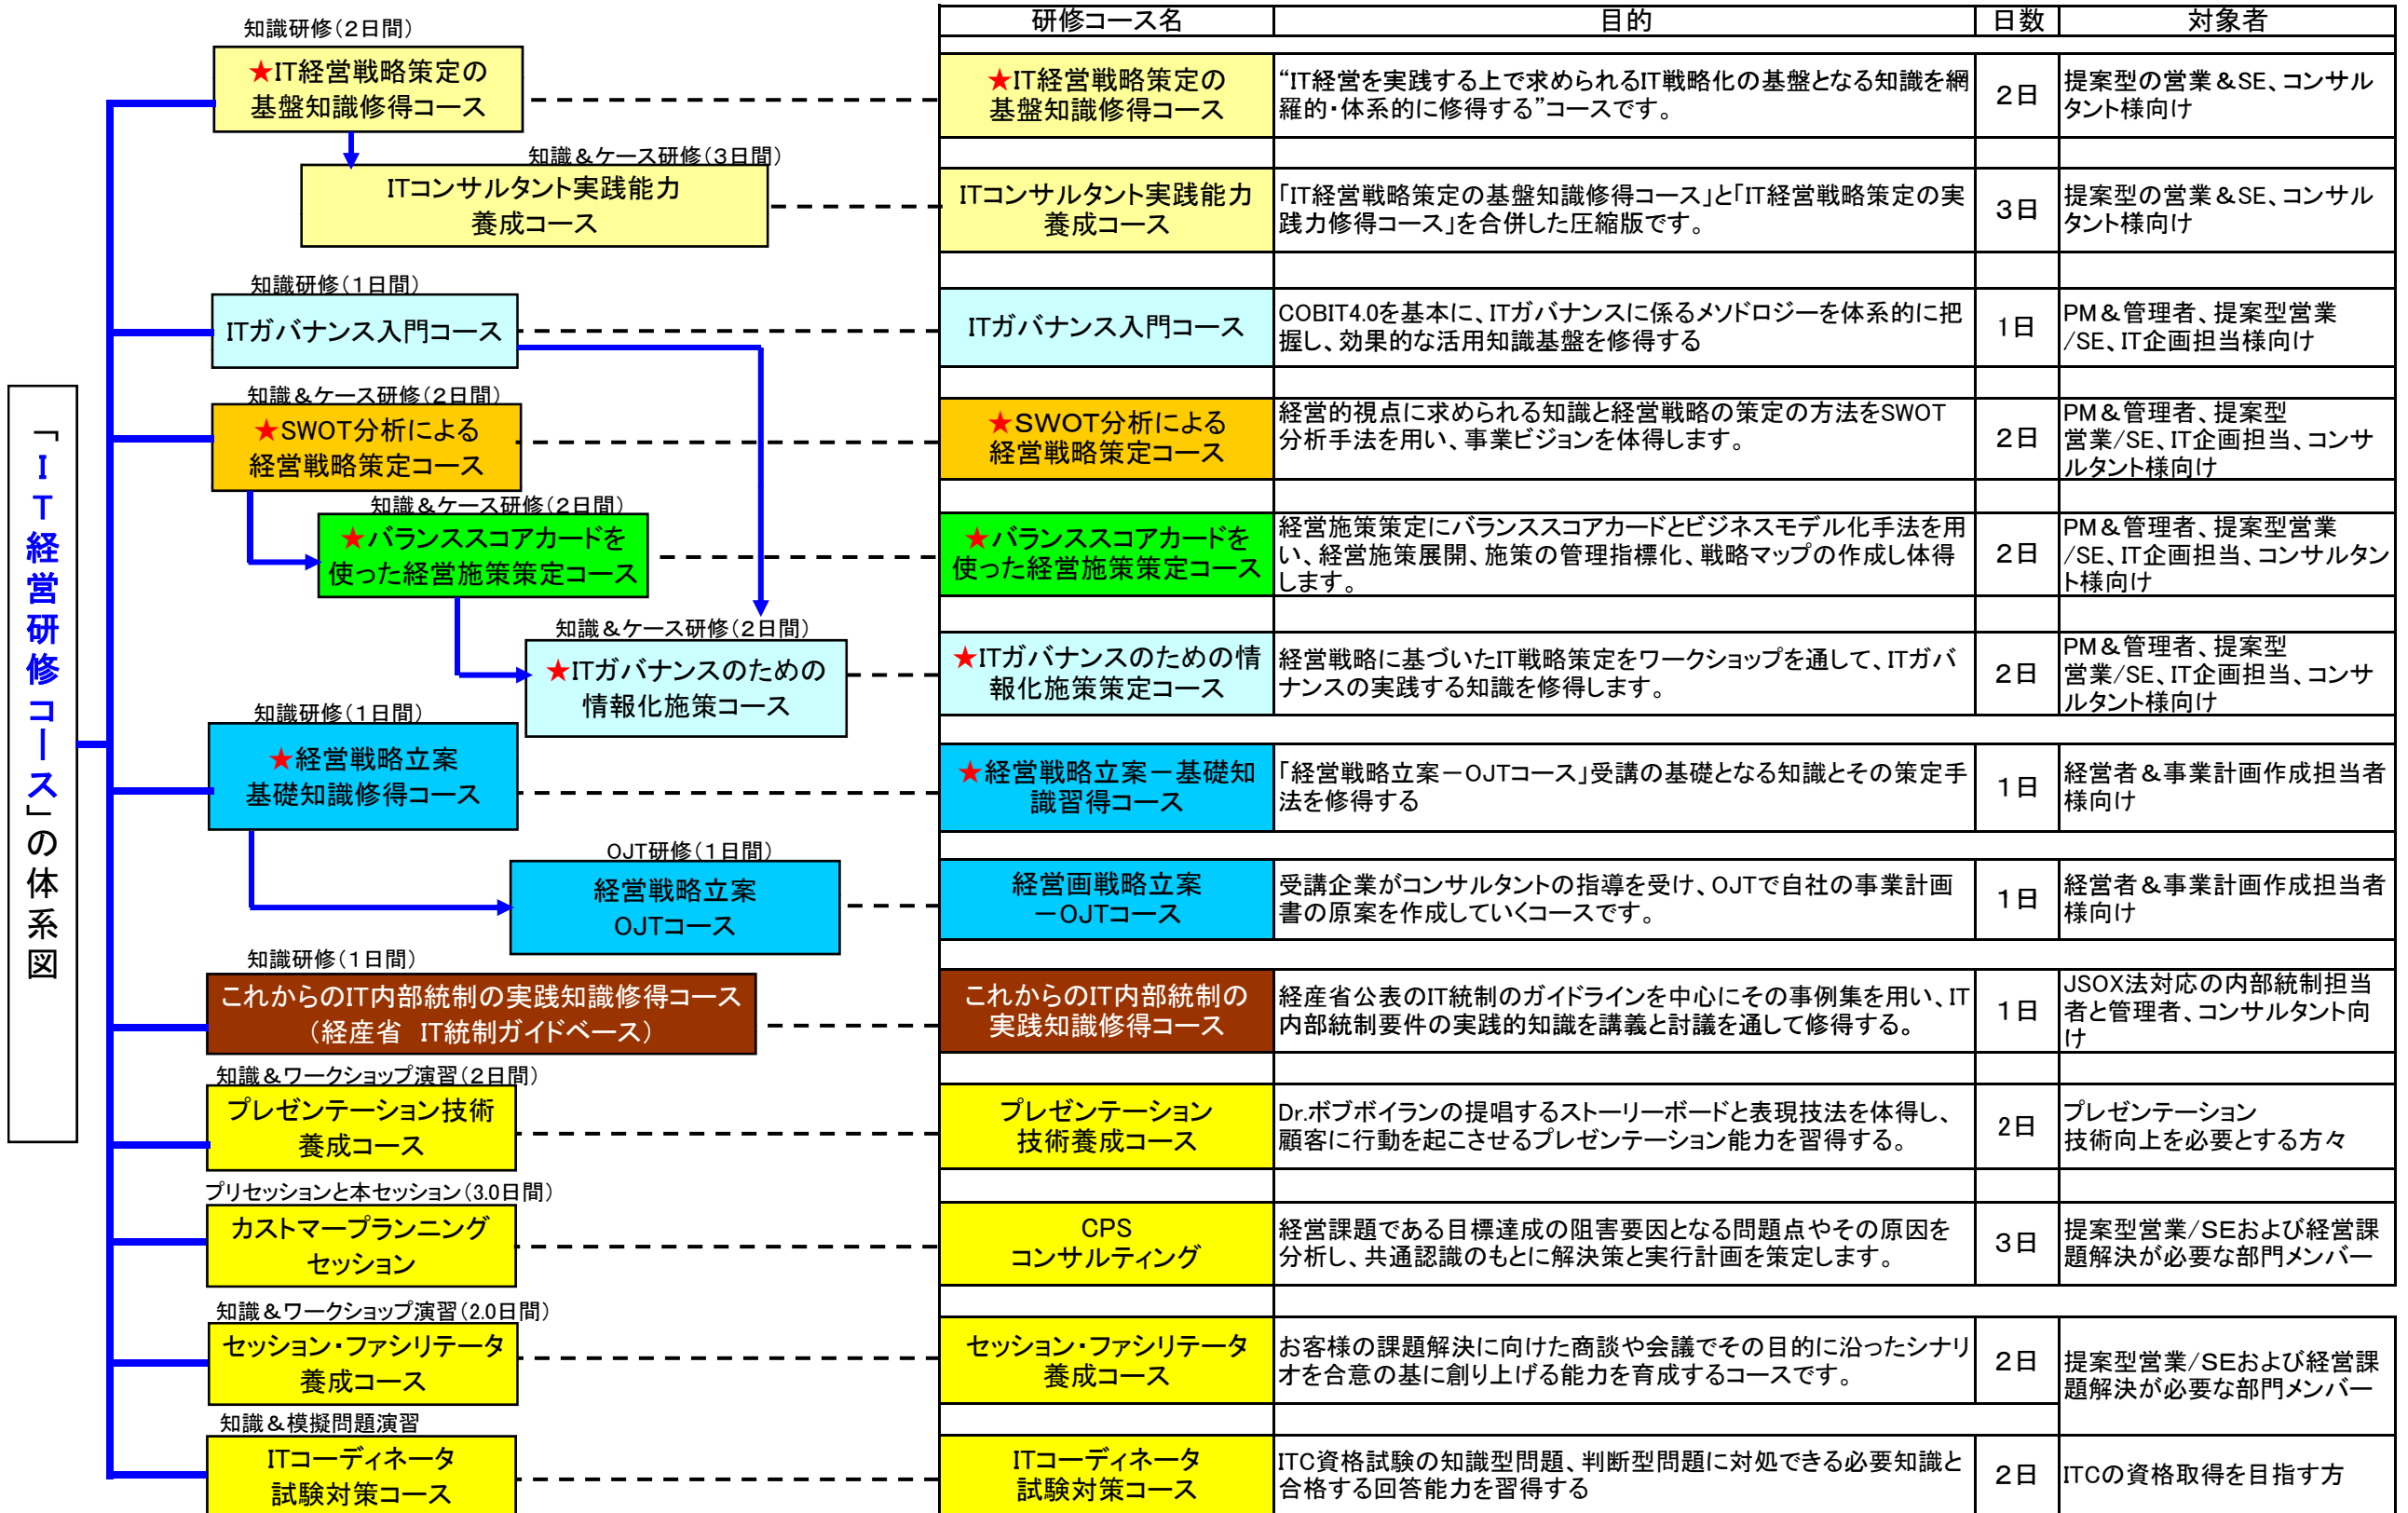 「IT経営研修コース」の体系図
知識研修(2日間)
★IT経営戦略策定の
基盤知識修得コース
知識&ケース研修(3日間)
ITコンサルタント実践能力
養成コース
知識研修(1日間)
ITガバナンス入門コース
知識&ケース研修(2日間)
★SWOT分析による
経営戦略策定コース
知識&ケース研修(2日間)
★バランススコアカードを
使った経営施策策定コース
知識&ケース研修(2日間)
★ITガバナンスのための
情報化施策コース
知識研修(1日間)
★経営戦略立案
基礎知識修得コース
OJT研修(1日間)
経営戦略立案
OJTコース
知識研修(1日間)
これからのIT内部統制の実践知識修得コース
(経産省 IT統制ガイドベース)
知識&ワークショップ演習(2日間)
プレゼンテーション技術
養成コース
プリセッションと本セッション(3.0日間)
カストマープランニング
セッション
知識&ワークショップ演習(2.0日間)
セッション・ファシリテータ
養成コース
知識&模擬問題演習
ITコーディネータ
試験対策コース
研修コース名
目的
日数
対象者
★IT経営戦略策定の
基盤知識修得コース
“IT経営を実践する上で求められるIT戦略化の基盤となる知識を網
羅的・体系的に修得する”コースです。
2日
提案型の営業&SE、コンサル
タント様向け
ITコンサルタント実践能力
養成コース
「IT経営戦略策定の基盤知識修得コース」と「IT経営戦略策定の実
践力修得コース」を合併した圧縮版です。
3日
提案型の営業&SE、コンサル
タント様向け
ITガバナンス入門コース
COBIT4.0を基本に、ITガバナンスに係るメソドロジーを体系的に把
握し、効果的な活用知識基盤を修得する
1日
PM&管理者、提案型営業
/SE、IT企画担当様向け
★SWOT分析による
経営戦略策定コース
経営的視点に求められる知識と経営戦略の策定の方法をSWOT
分析手法を用い、事業ビジョンを体得します。
2日
PM&管理者、提案型
営業/SE、IT企画担当、コンサ
ルタント様向け
★バランススコアカードを
使った経営施策策定コース
経営施策策定にバランススコアカードとビジネスモデル化手法を用
い、経営施策展開、施策の管理指標化、戦略マップの作成し体得
します。
2日
PM&管理者、提案型営業
/SE、IT企画担当、コンサルタン
ト様向け
★ITガバナンスのための情
報化施策策定コース
経営戦略に基づいたIT戦略策定をワークショップを通して、ITガバ
ナンスの実践する知識を修得します。
2日
PM&管理者、提案型
営業/SE、IT企画担当、コンサ
ルタント様向け
★経営戦略立案-基礎知
識習得コース
「経営戦略立案-OJTコース」受講の基礎となる知識とその策定手
法を修得する
1日
経営者&事業計画作成担当者
様向け
経営画戦略立案
-OJTコース
受講企業がコンサルタントの指導を受け、OJTで自社の事業計画
書の原案を作成していくコースです。
1日
経営者&事業計画作成担当者
様向け
これからのIT内部統制の
実践知識修得コース
経産省公表のIT統制のガイドラインを中心にその事例集を用い、IT
内部統制要件の実践的知識を講義と討議を通して修得する。
1日
JSOX法対応の内部統制担当
者と管理者、コンサルタント向
け
プレゼンテーション
技術養成コース
Dr.ボブボイランの提唱するストーリーボードと表現技法を体得し、
顧客に行動を起こさせるプレゼンテーション能力を習得する。
2日
プレゼンテーション
技術向上を必要とする方々
CPS
コンサルティング
経営課題である目標達成の阻害要因となる問題点やその原因を
分析し、共通認識のもとに解決策と実行計画を策定します。
3日
提案型営業/SEおよび経営課
題解決が必要な部門メンバー
セッション・ファシリテータ
養成コース
お客様の課題解決に向けた商談や会議でその目的に沿ったシナリ
オを合意の基に創り上げる能力を育成するコースです。
2日
提案型営業/SEおよび経営課
題解決が必要な部門メンバー
ITコーディネータ
試験対策コース
ITC資格試験の知識型問題、判断型問題に対処できる必要知識と
合格する回答能力を習得する
2日
ITCの資格取得を目指す方